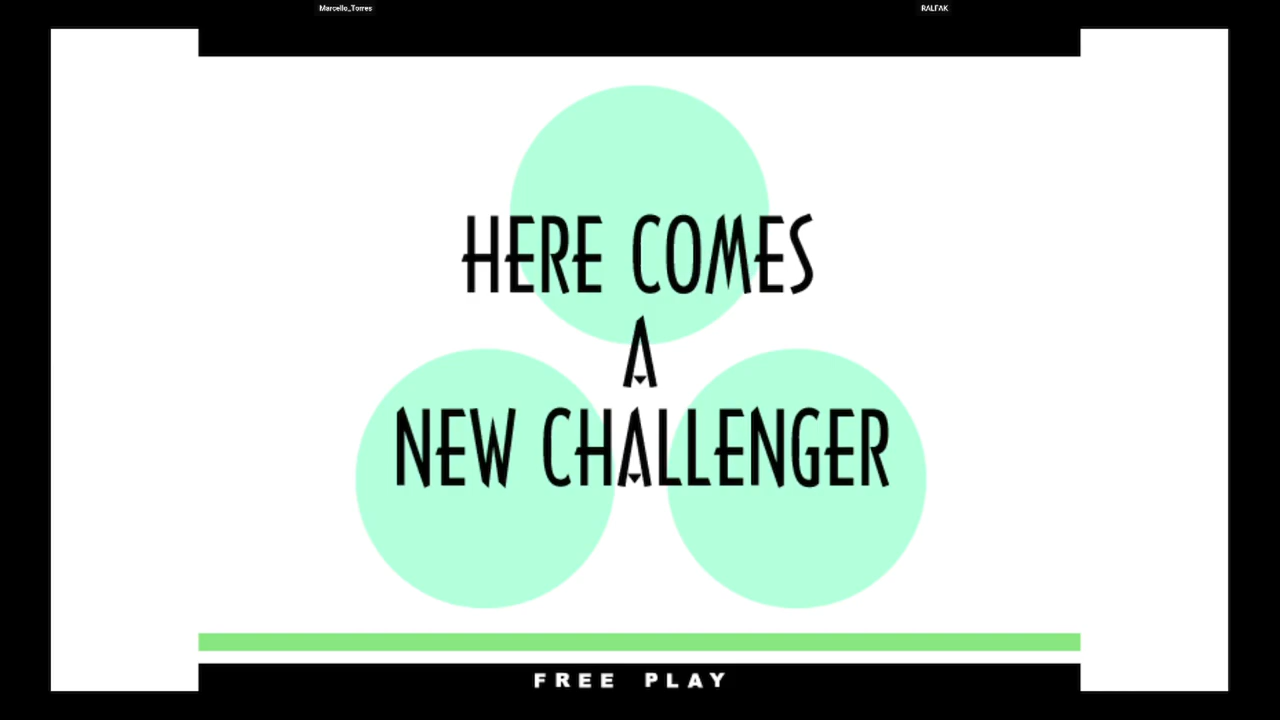 Marcello_Torres
RALFAK
HERE COMES
A
NEW CHALLENGER
FREE PLAY